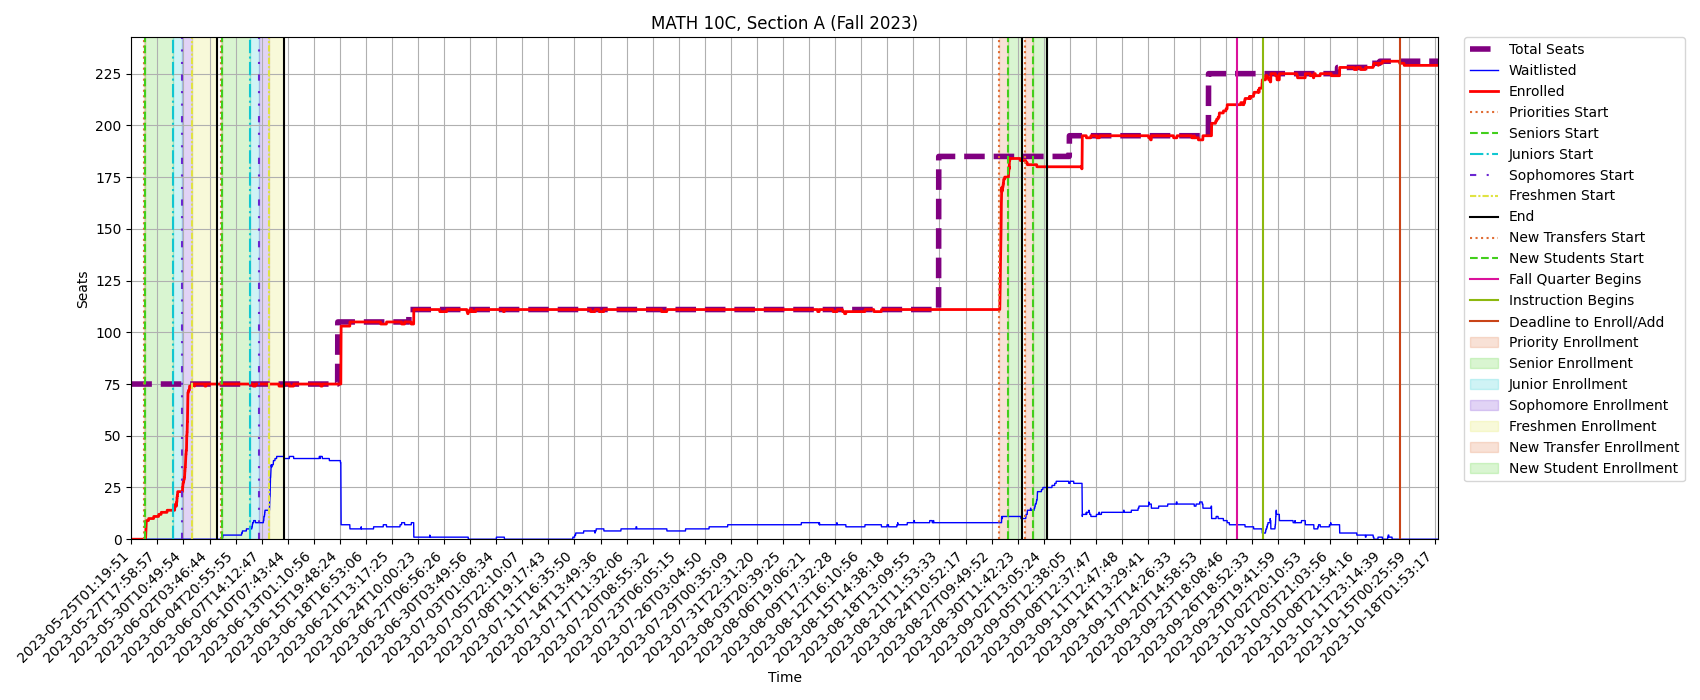 MATH 10C, Section A (Fall 2023)
Seats
225
200
175
150
125
100
75
50
25
0
2023-05-25T01:19:51
2023-05-27T17:58:57
2023-05-30T10:49:54
2023-06-02T03:46:44
2023-06-04T20:55:55
2023-06-07T14:12:47
2023-06-10T07:43:44
2023-06-13T01:10:56
2023-06-15T19:48:24
2023-06-18T16:53:06
2023-06-21T13:17:25
2023-06-24T10:00:23
2023-06-27T06:56:26
2023-06-30T03:49:56
2023-07-03T01:08:34
2023-07-05T22:10:07
2023-07-08T19:17:43
2023-07-11T16:35:50
2023-07-14T13:49:36
2023-07-17T11:32:06
2023-07-20T08:55:32
2023-07-23T06:05:15
2023-07-26T03:04:50
2023-07-29T00:35:09
2023-07-31T22:31:20
2023-08-03T20:39:25
2023-08-06T19:06:21
2023-08-09T17:32:28
2023-08-12T16:10:56
2023-08-15T14:38:18
2023-08-18T13:09:55
2023-08-21T11:53:33
2023-08-24T10:52:17
2023-08-27T09:49:52
2023-08-30T11:42:23
2023-09-02T13:05:24
2023-09-05T12:38:05
2023-09-08T12:37:47
2023-09-11T12:47:48
2023-09-14T13:29:41
2023-09-17T14:26:33
2023-09-20T14:58:53
2023-09-23T18:08:46
2023-09-26T18:52:33
2023-09-29T19:41:59
2023-10-02T20:10:53
2023-10-05T21:03:56
2023-10-08T21:54:16
2023-10-11T23:14:39
2023-10-15T00:25:59
2023-10-18T01:53:17
Time
Total Seats
Waitlisted
Enrolled
Priorities Start
Seniors Start
Juniors Start
Sophomores Start
Freshmen Start
End
New Transfers Start
New Students Start
Fall Quarter Begins
Instruction Begins
Deadline to Enroll/Add
Priority Enrollment
Senior Enrollment
Junior Enrollment
Sophomore Enrollment
Freshmen Enrollment
New Transfer Enrollment
New Student Enrollment